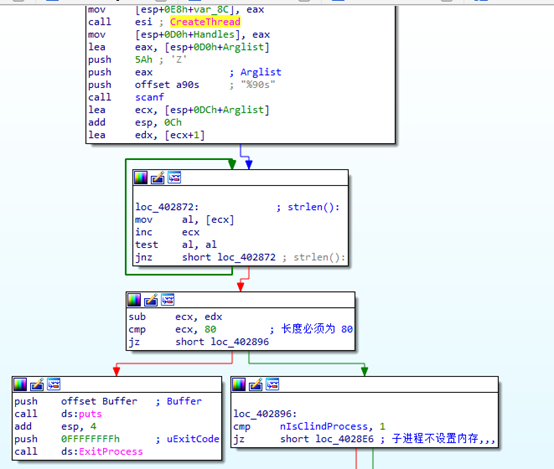 mov     [esp+0E8h+var_8C], eax
call    esi ; CreateThread
mov     [esp+0D0h+Handles], eax
lea     eax, [esp+0D0h+Arglist]
push    5Ah ; 'Z'
push    eax             ; Arglist
push    offset a90s     ; "%90s"
call    scanf
lea     ecx, [esp+0DCh+Arglist]
add     esp, 0Ch
lea     edx, [ecx+1]
loc_402872:             ; strlen():
mov     al, [ecx]
inc     ecx
test    al, al
jnz     short loc_402872 ; strlen():
sub     ecx, edx
cmp     ecx, 80         ; 长度必须为 80
jz      short loc_402896
push    offset Buffer   ; Buffer
call    ds:puts
add     esp, 4
push    0FFFFFFFFh      ; uExitCode
call    ds:ExitProcess
loc_402896:
cmp     nIsClindProcess, 1
jz      short loc_4028E6 ; 子进程不设置内存,,,